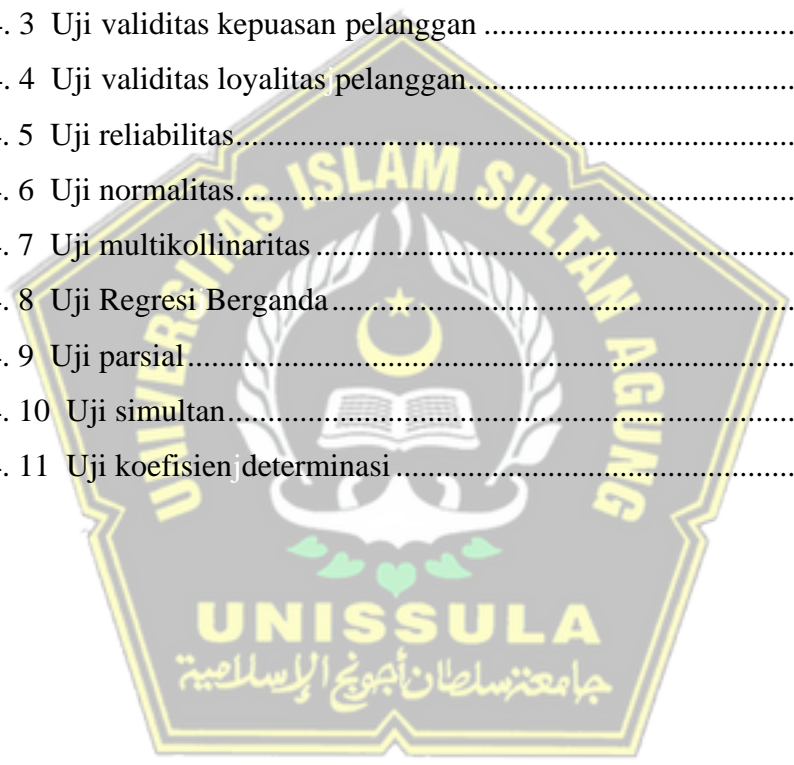 . 3 Uji validitas kepuasan pelanggan ..................................
. 4 Uji validitas loyalitas pelanggan....................................
. 5 Uji reliabilitas..................................................................
. 6 Uji normalitas..................................................................
. 7 Uji multikollinaritas ........................................................
. 8 Uji Regresi Berganda......................................................
. 9 Uji parsial........................................................................
. 10 Uji simultan..................................................................
. 11 Uji koefisien determinasi ..............................................
UNIVERSITAS ISLAM SULTAN AGUNG
UNISSULA
جامعتنسلطان أجونج الإسلامية